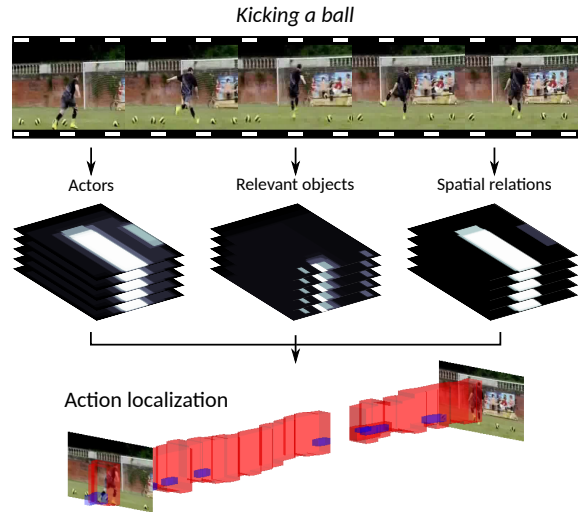 Kicking a ball
Actors
Relevant objects
Spatial relations
Action localization